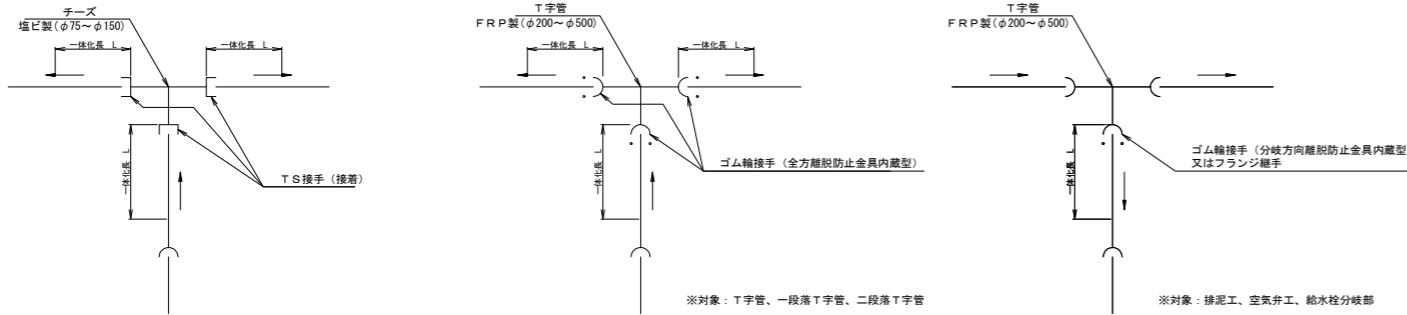 チーズ
塩ビ製(φ75～φ150)
一体化長 L
一体化長 L
一体化長 L
TS接手(接着)
T字管
FRP製(φ200～φ500)
一体化長 L
一体化長 L
一体化長 L
ゴム輪接手(全方離脱防止金具内蔵型)
※対象：T字管、一段落T字管、二段落T字管
T字管
FRP製(φ200～φ500)
一体化長 L
ゴム輪接手(分岐方向離脱防止金具内蔵型
又はフランジ継手
※対象：排泥工、空気弁工、給水栓分岐部